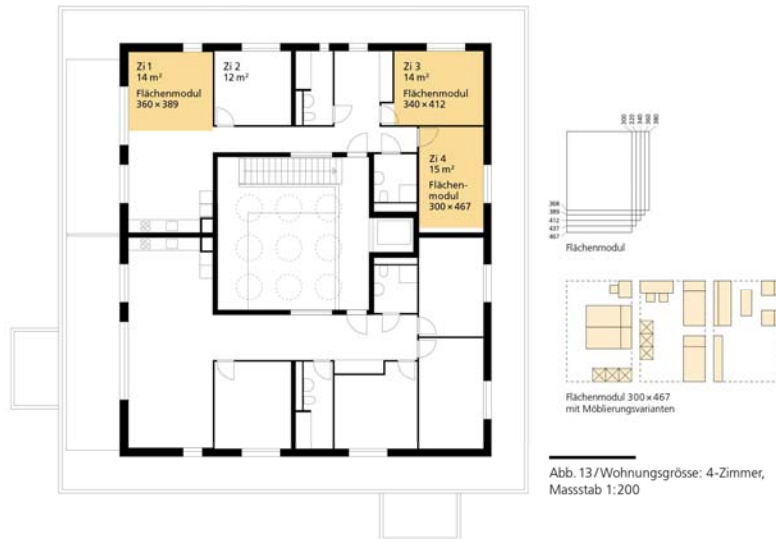 Zi 1
14 m²
Flächenmodul
360 × 389
Zi 2
12 m²
Zi 3
14 m²
Flächenmodul
340 × 412
Zi 4
15 m²
Flächen-
modul
300 × 467
300
320
340
360
380
368
389
412
437
467
Flächenmodul
Flächenmodul 300 × 467
mit Möblierungsvarianten
Abb. 13 / Wohnungsgrösse: 4-Zimmer,
Massstab 1:200